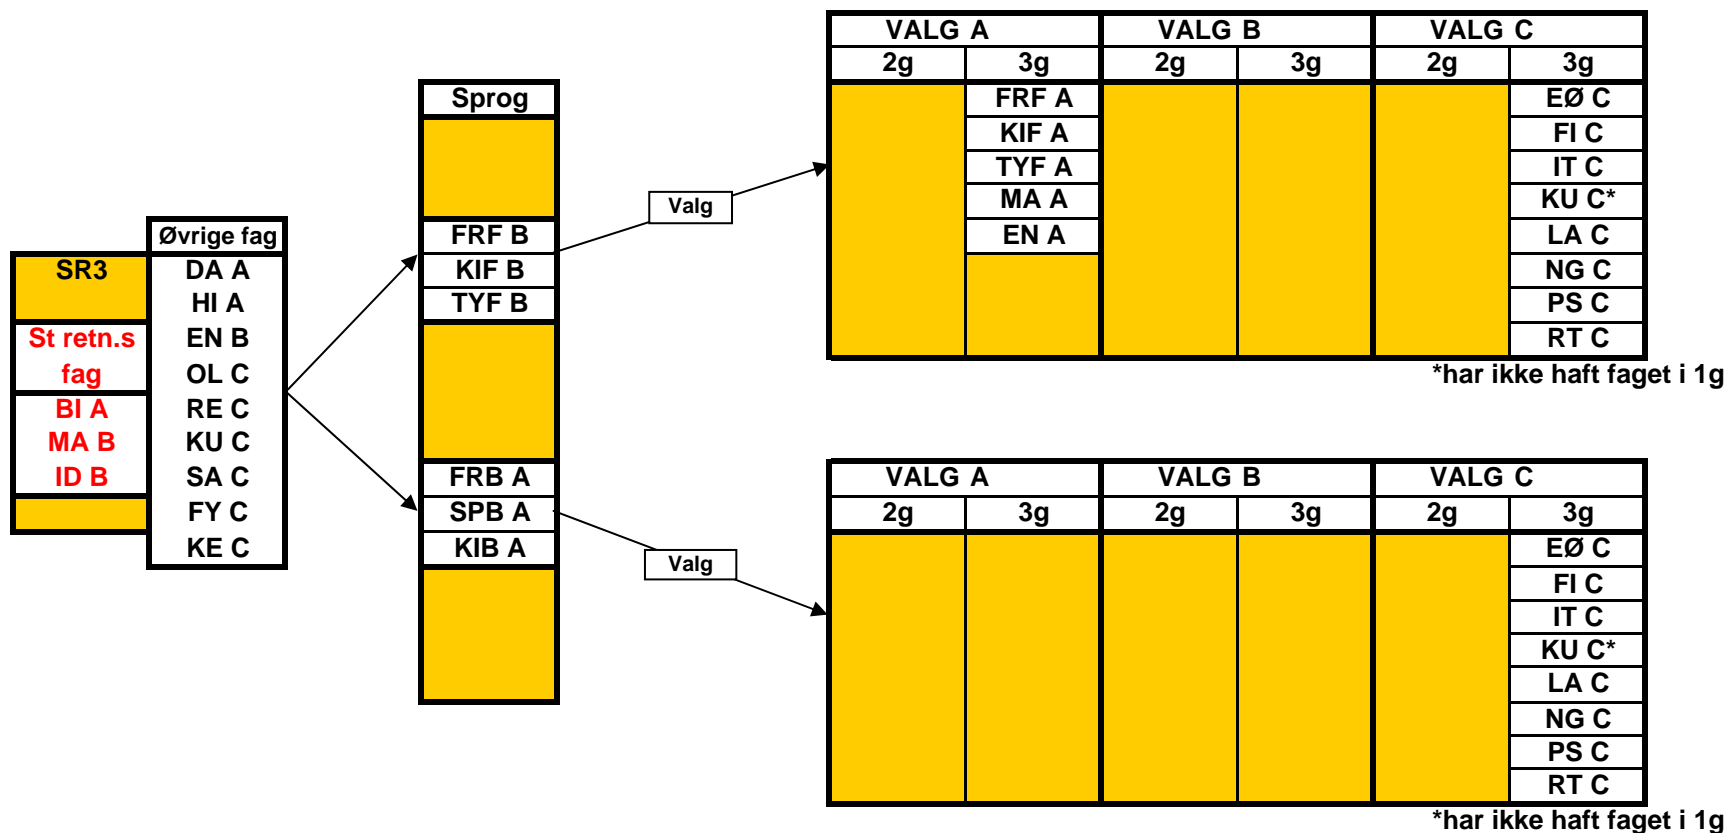 Øvrige fag
SR3
St retn.s
fag
BI A
MA B
ID B
DA A
HI A
EN B
OL C
RE C
KU C
SA C
FY C
KE C
Sprog
FRF B
KIF B
TYF B
FRB A
SPB A
KIB A
Valg
VALG A VALG B VALG C
2g 3g 2g 3g 2g 3g
FRF A EØ C
KIF A FI C
TYF A IT C
MA A KU C*
EN A LA C
NG C
PS C
RT C
*har ikke haft faget i 1g
Valg
VALG A VALG B VALG C
2g 3g 2g 3g 2g 3g
EØ C
FI C
IT C
KU C*
LA C
NG C
PS C
RT C
*har ikke haft faget i 1g